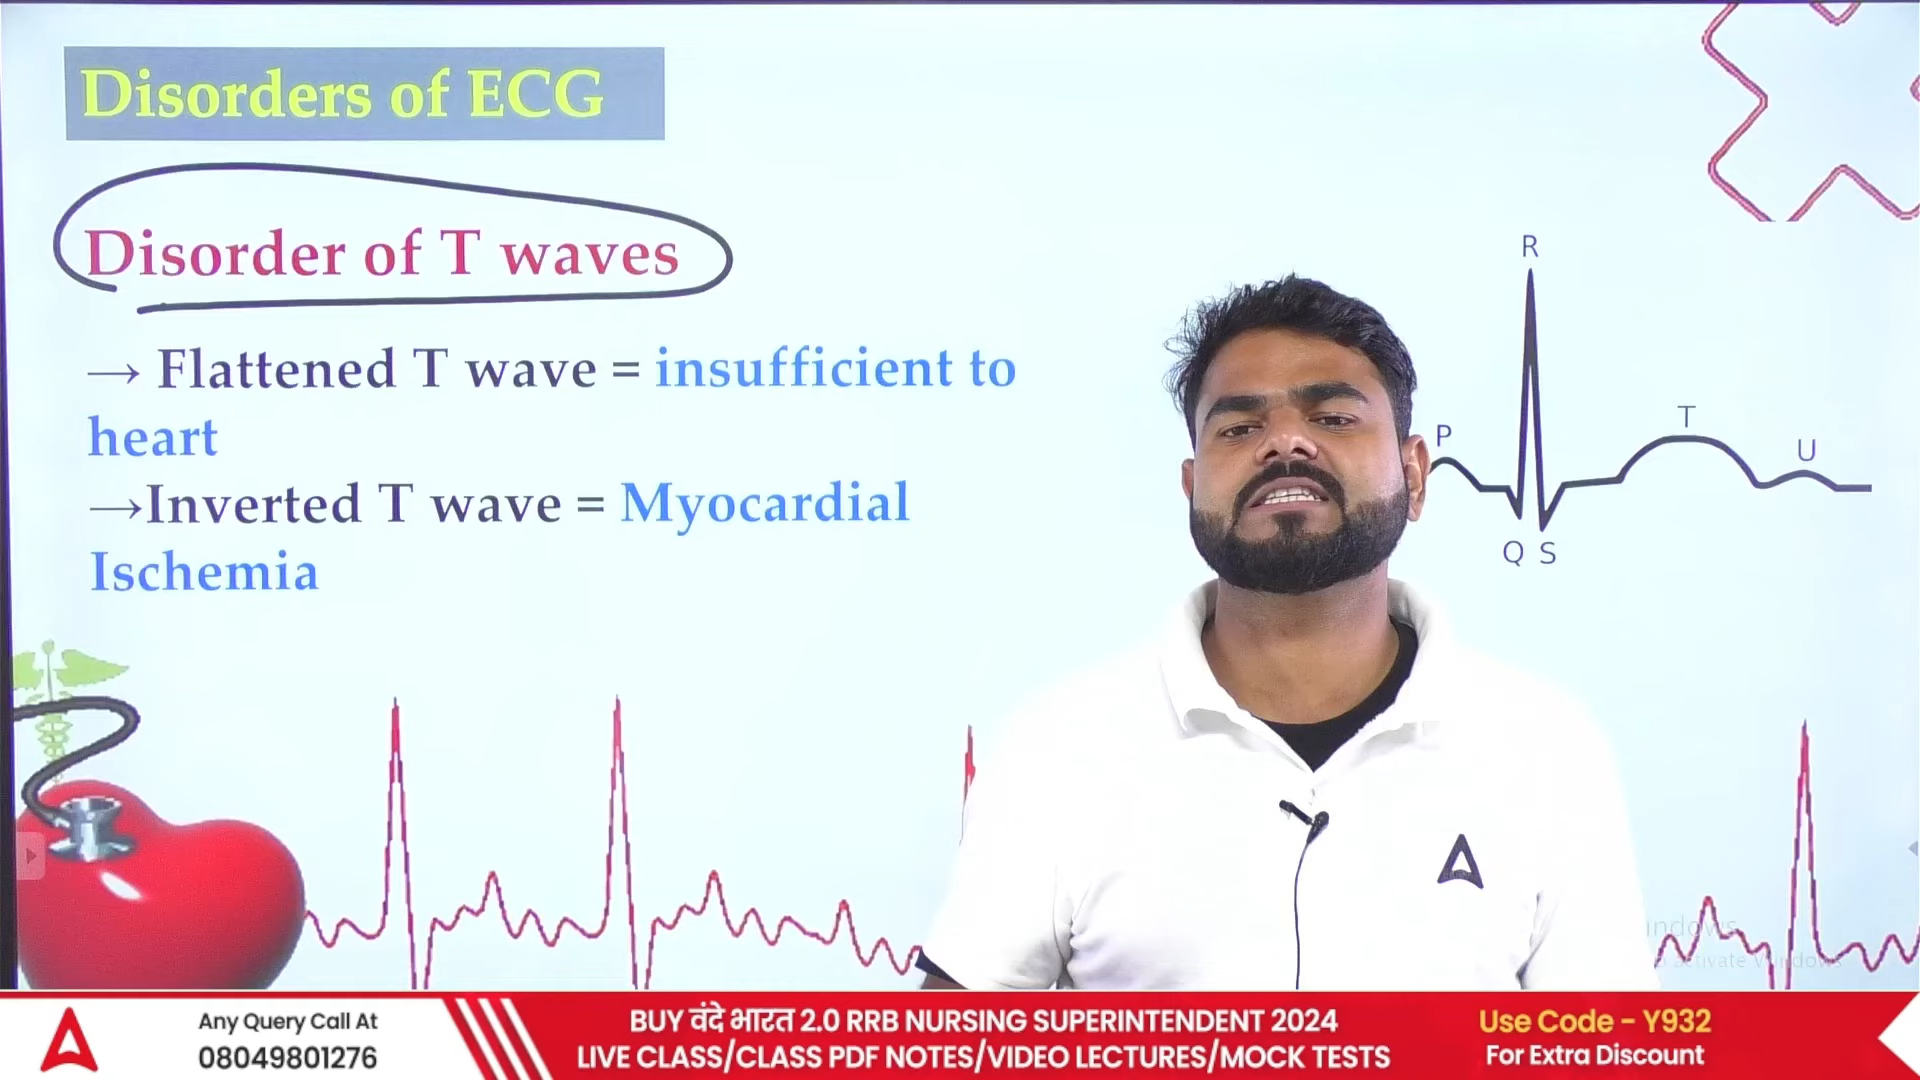 Disorders of ECG
Disorder of T waves
→ Flattened T wave = insufficient to
heart
→Inverted T wave = Myocardial
Ischemia
R
P
T
U
Q S
Any Query Call At
08049801276
BUY वंदे भारत 2.0 RRB NURSING SUPERINTENDENT 2024
LIVE CLASS/CLASS PDF NOTES/VIDEO LECTURES/MOCK TESTS
Use Code - Y932
For Extra Discount